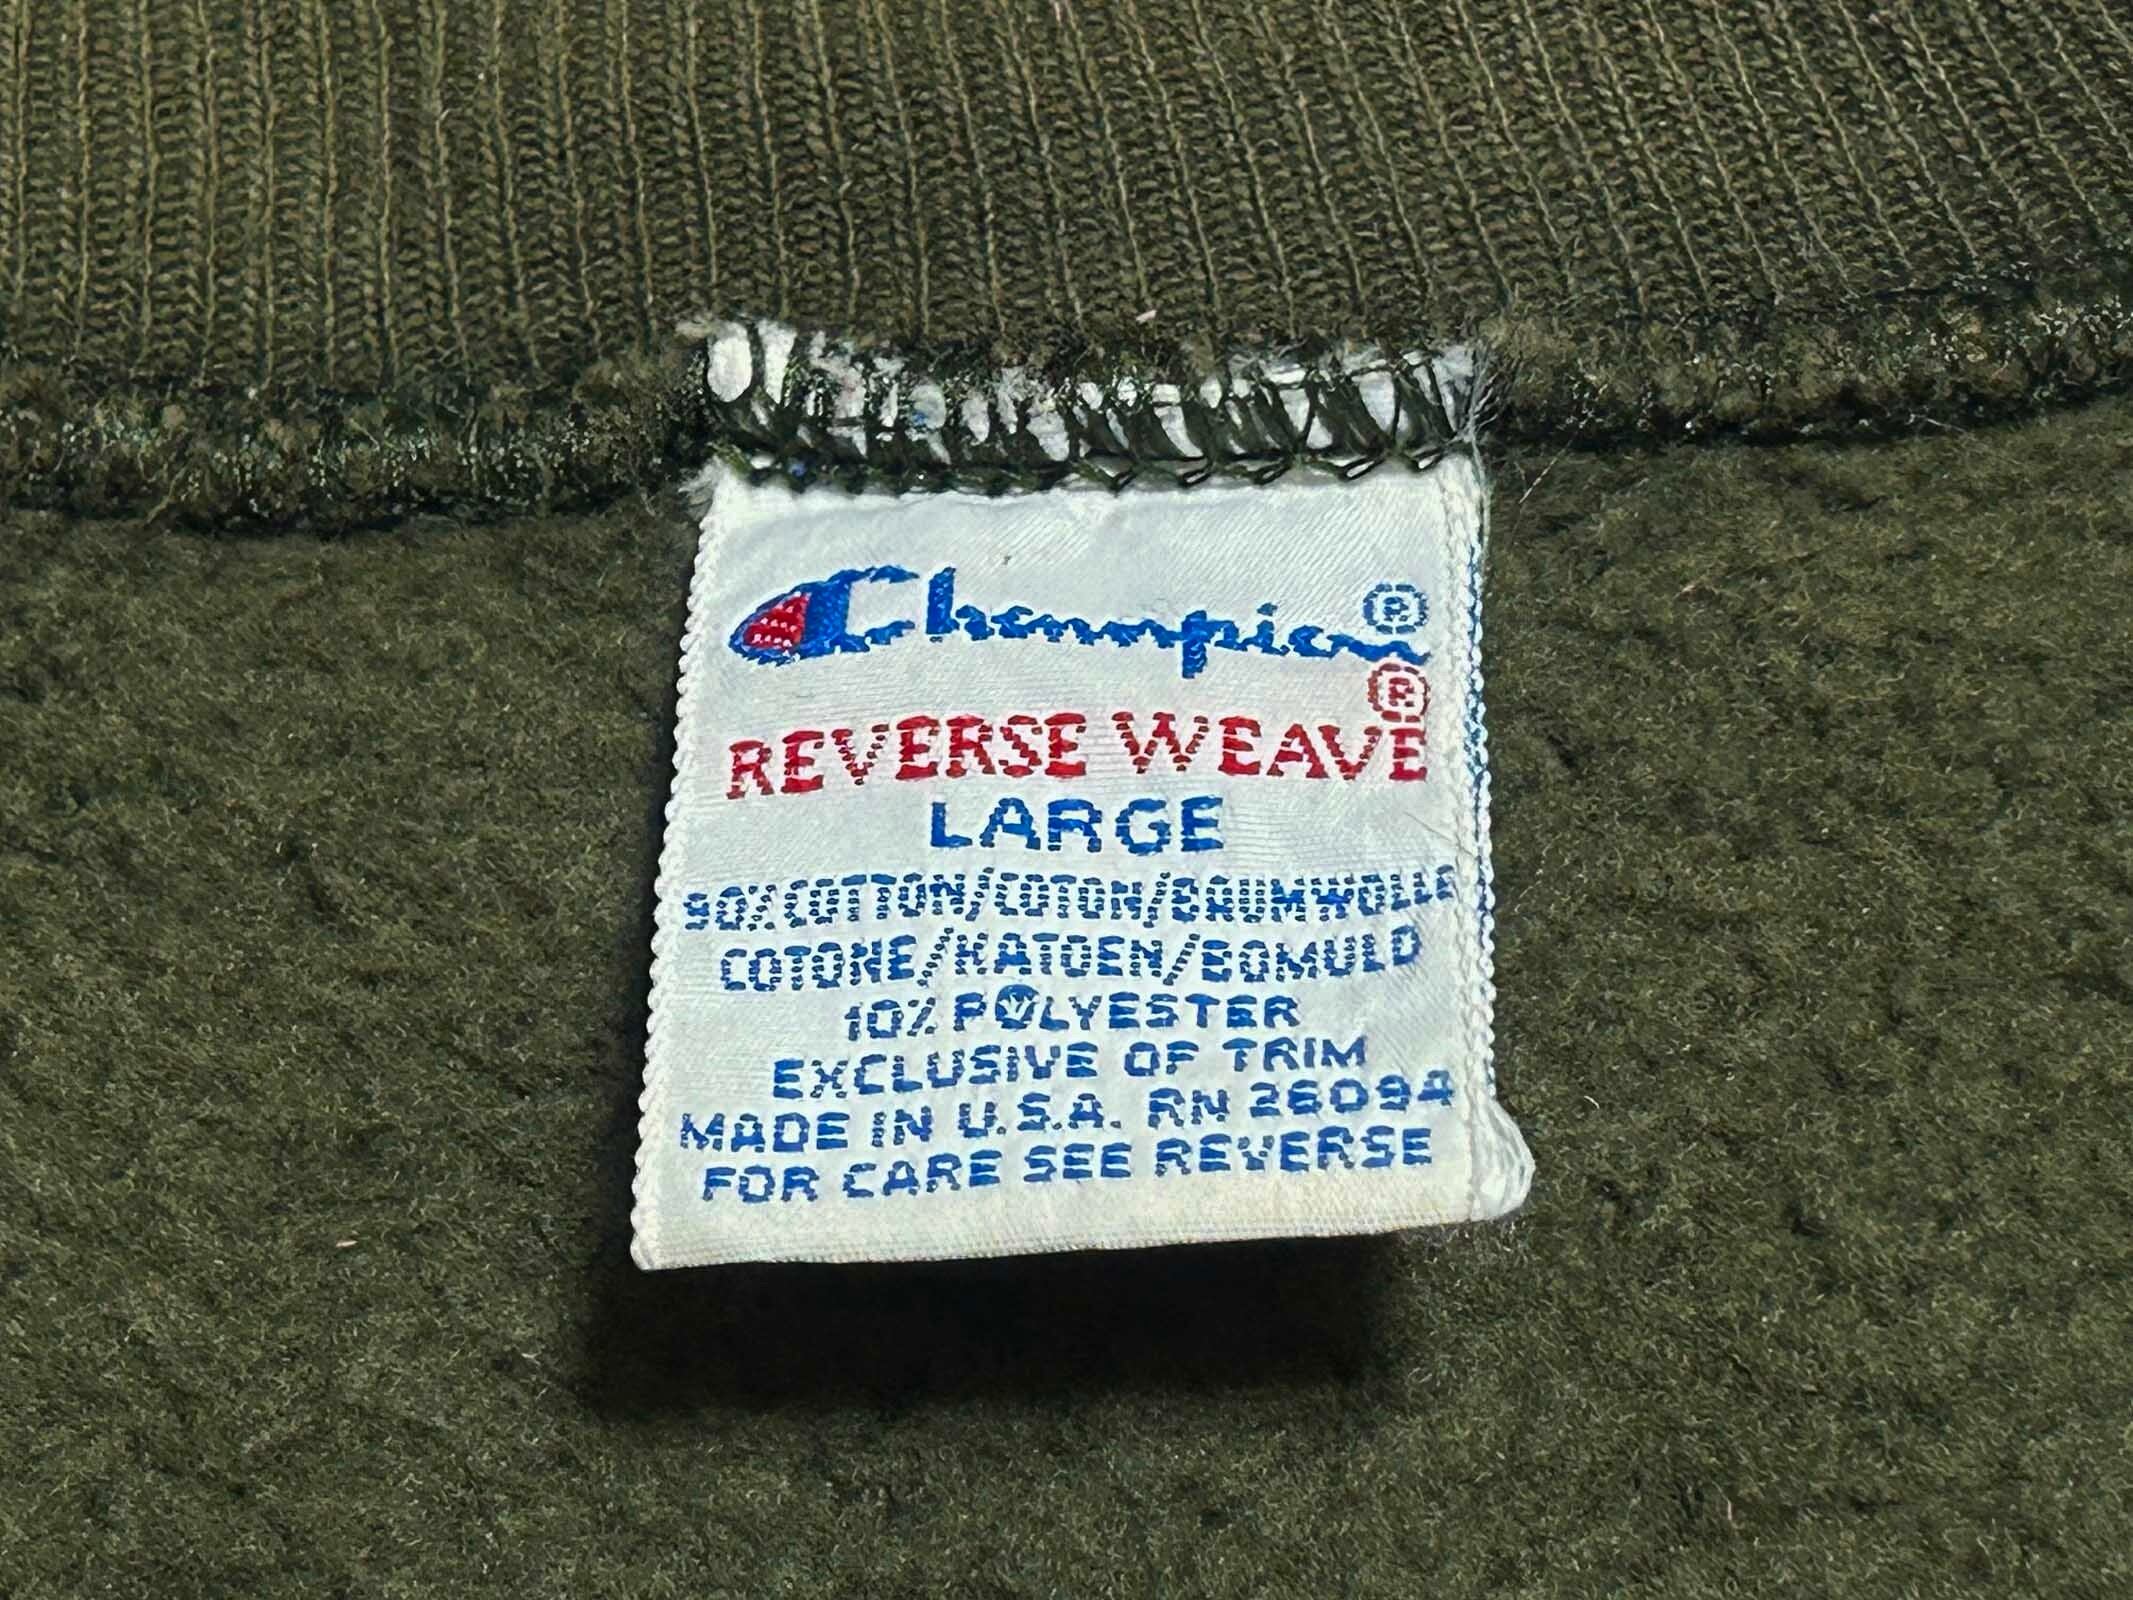 Champion®
REVERSE WEAVE®
LARGE
90% COTTON/COTON/BAUMWOLLE
COTONE/KATOEN/BOMULD
10% POLYESTER
EXCLUSIVE OF TRIM
MADE IN U.S.A. RN 26094
FOR CARE SEE REVERSE